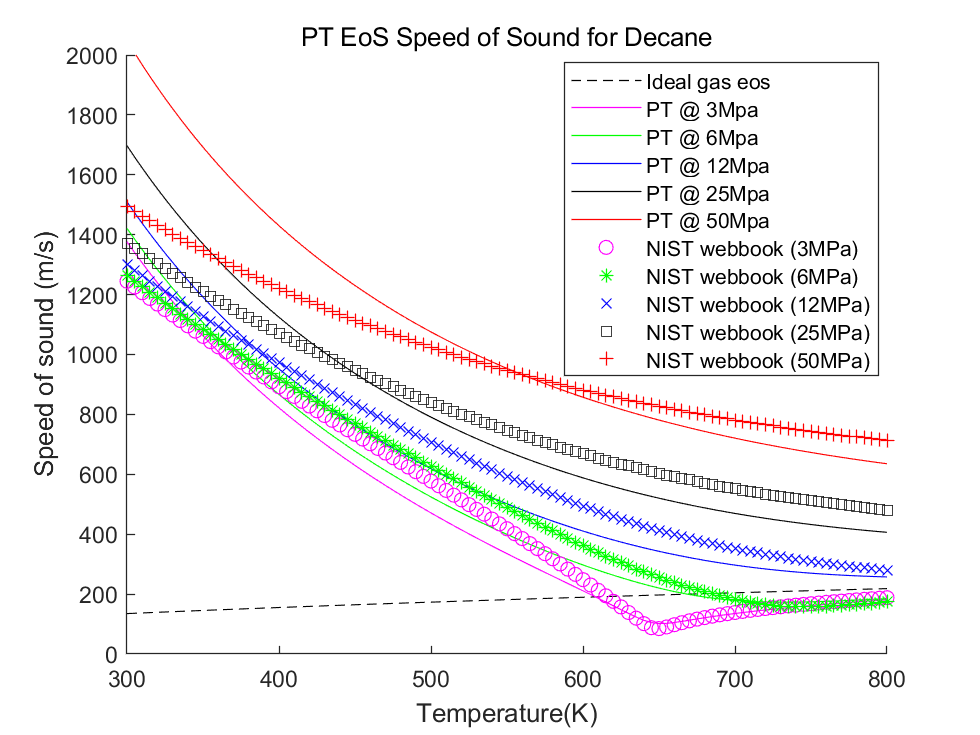 PT EoS Speed of Sound for Decane
2000
1800
1600
1400
1200
1000
800
600
400
200
0
Speed of sound (m/s)
300
400
500
600
700
800
Temperature(K)
Ideal gas eos
PT @ 3Mpa
PT @ 6Mpa
PT @ 12Mpa
PT @ 25Mpa
PT @ 50Mpa
NIST webbook (3MPa)
NIST webbook (6MPa)
NIST webbook (12MPa)
NIST webbook (25MPa)
NIST webbook (50MPa)